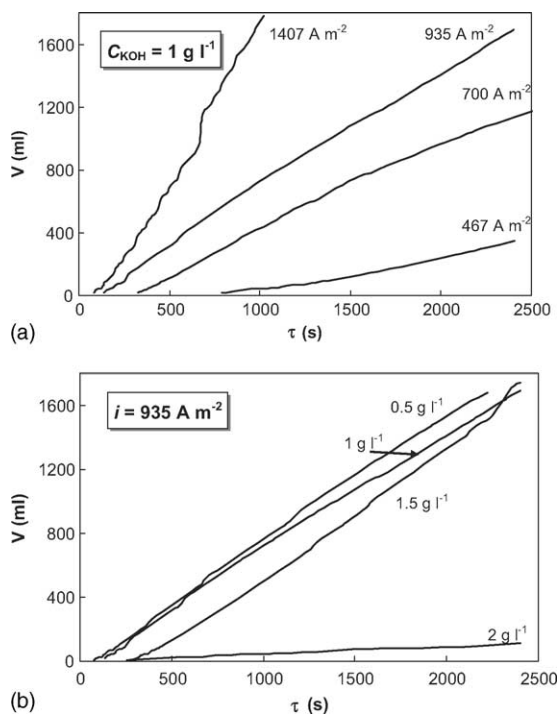 1600
1200
800
400
0
V (ml)
C_KOH = 1 g l⁻¹
1407 A m⁻²
935 A m⁻²
700 A m⁻²
467 A m⁻²
0 500 1000 1500 2000 2500
τ (s)
(a)
1600
1200
800
400
0
V (ml)
i = 935 A m⁻²
0.5 g l⁻¹
1 g l⁻¹
1.5 g l⁻¹
2 g l⁻¹
0 500 1000 1500 2000 2500
τ (s)
(b)